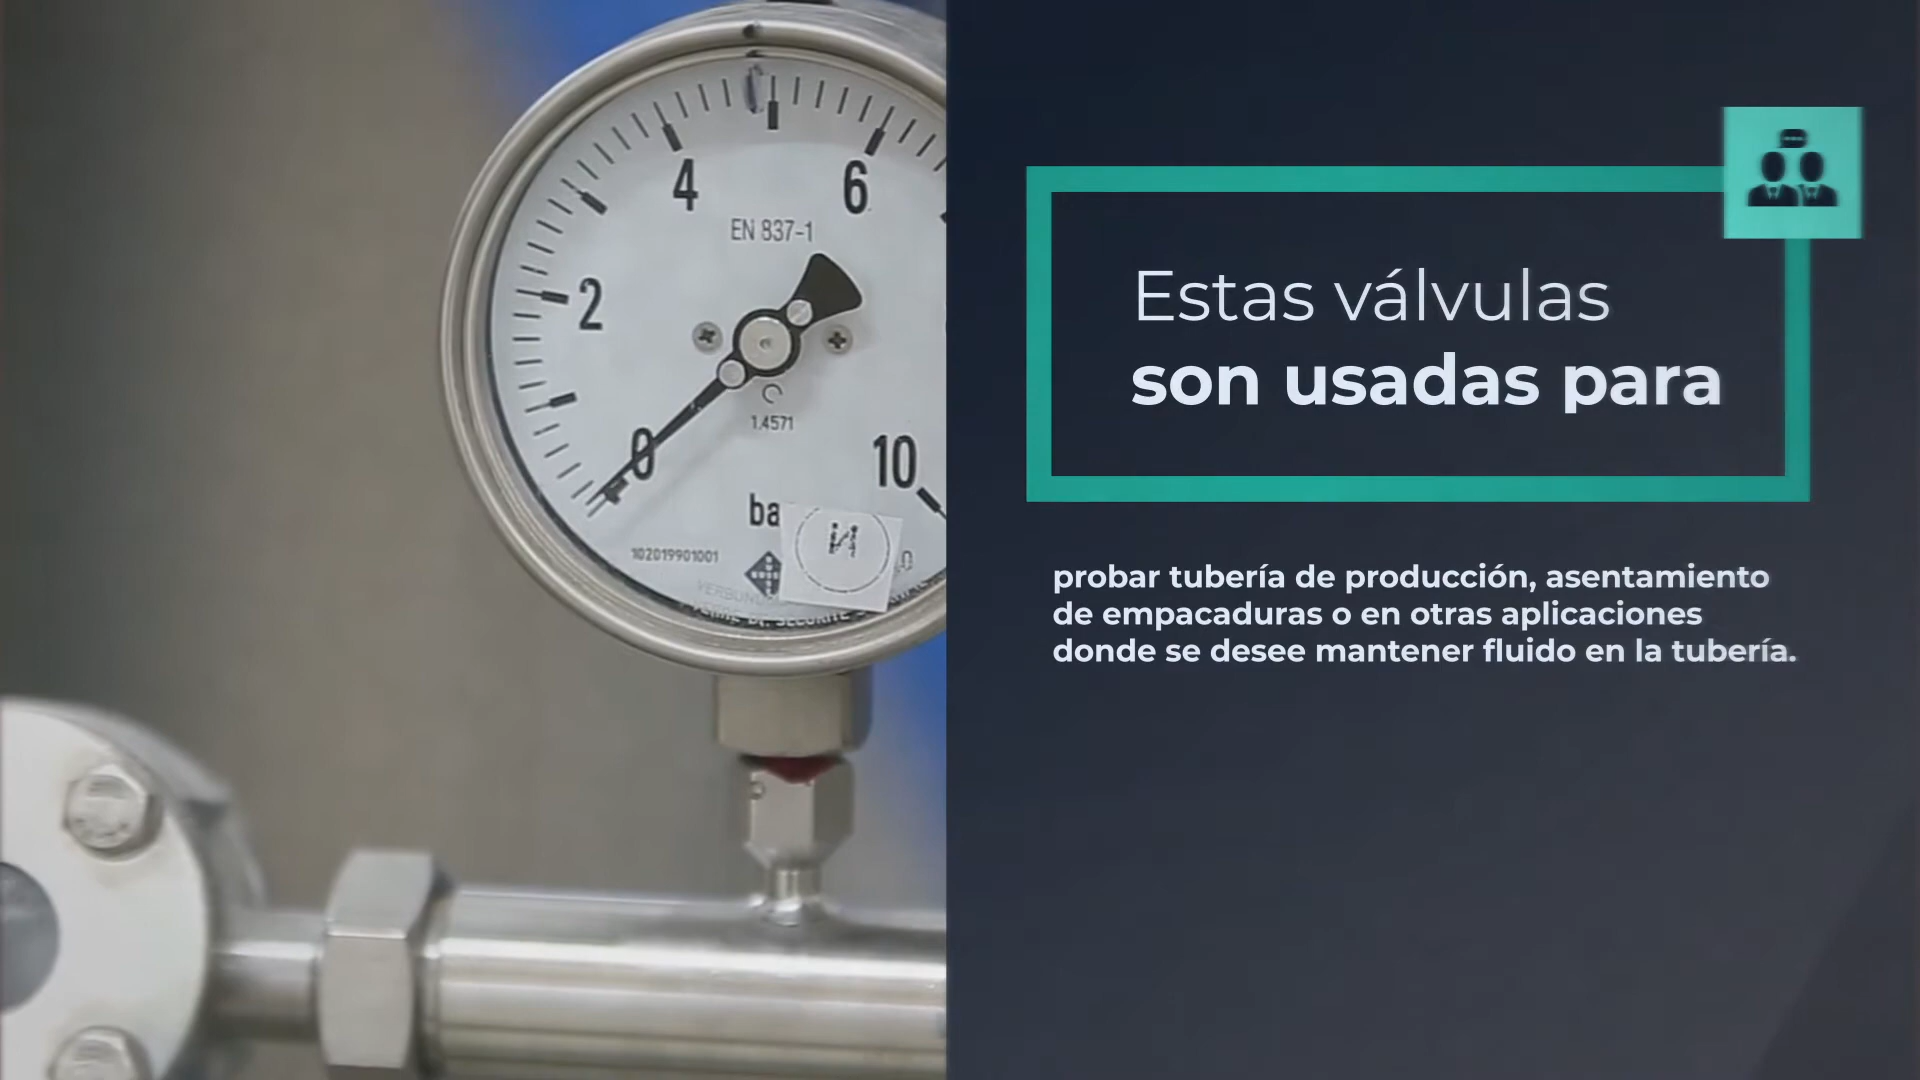 4
6
EN 837-1
2
1.4571
0
10
ba
102019901001
Estas válvulas
son usadas para
probar tubería de producción, asentamiento
de empacaduras o en otras aplicaciones
donde se desee mantener fluido en la tubería.